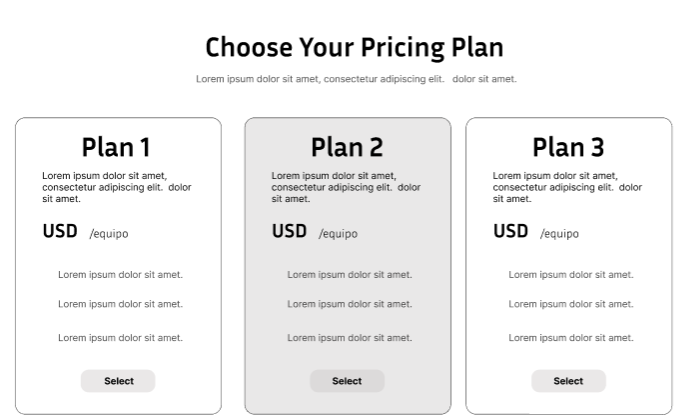 Choose Your Pricing Plan
Lorem ipsum dolor sit amet, consectetur adipiscing elit. dolor sit amet.
Plan 1
Lorem ipsum dolor sit amet,
consectetur adipiscing elit. dolor
sit amet.
USD /equipo
Lorem ipsum dolor sit amet.
Lorem ipsum dolor sit amet.
Lorem ipsum dolor sit amet.
Select
Plan 2
Lorem ipsum dolor sit amet,
consectetur adipiscing elit. dolor
sit amet.
USD /equipo
Lorem ipsum dolor sit amet.
Lorem ipsum dolor sit amet.
Lorem ipsum dolor sit amet.
Select
Plan 3
Lorem ipsum dolor sit amet,
consectetur adipiscing elit. dolor
sit amet.
USD /equipo
Lorem ipsum dolor sit amet.
Lorem ipsum dolor sit amet.
Lorem ipsum dolor sit amet.
Select